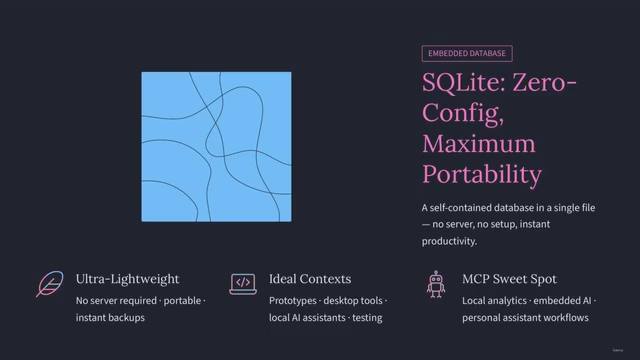 EMBEDDED DATABASE
SQLite: Zero-
Config,
Maximum
Portability
A self-contained database in a single file
— no server, no setup, instant
productivity.
Ultra-Lightweight
No server required · portable ·
instant backups
Ideal Contexts
Prototypes · desktop tools ·
local AI assistants · testing
MCP Sweet Spot
Local analytics · embedded AI ·
personal assistant workflows